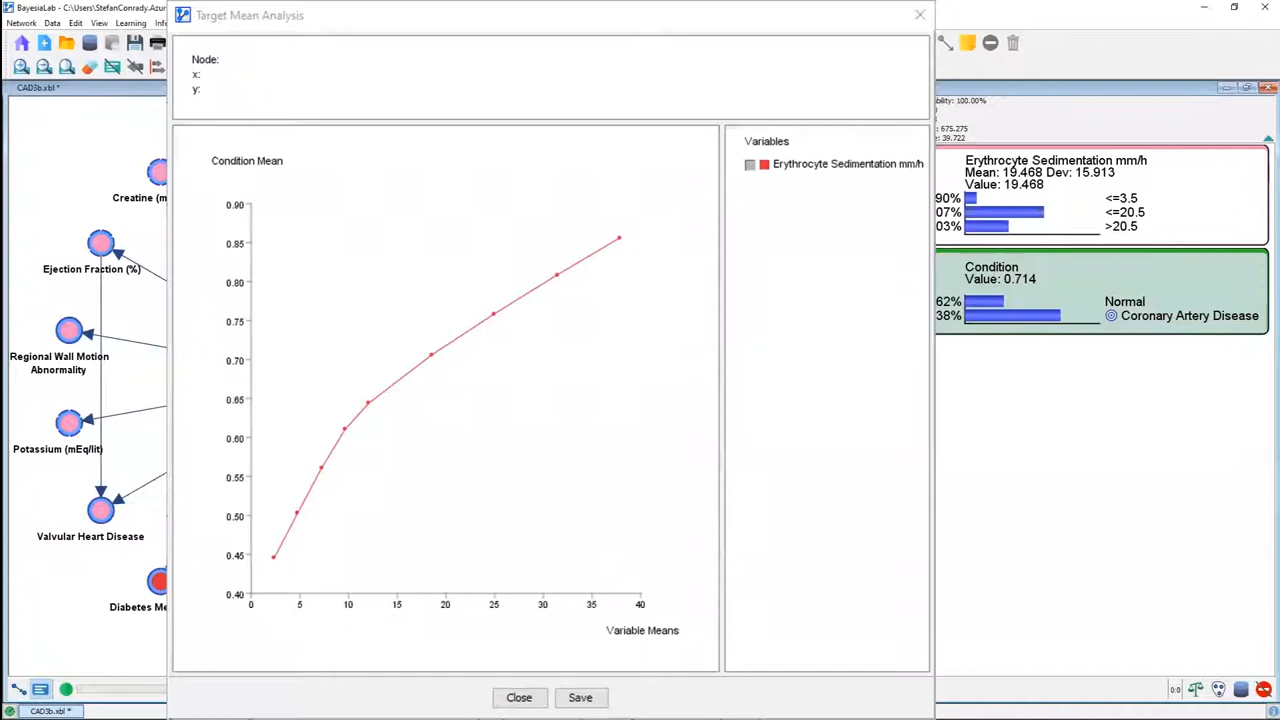 BayesiaLab - C:\Users\StefanConrady.Azur
Network Data Edit View Learning Infe
CAD3b.xbl *
Target Mean Analysis
Node:
x:
y:
Condition Mean
0.90
0.85
0.80
0.75
0.70
0.65
0.60
0.55
0.50
0.45
0.40
0 5 10 15 20 25 30 35 40
Variable Means
Variables
Erythrocyte Sedimentation mm/h
Close
Save
Creatine (m
Ejection Fraction (%)
Regional Wall Motion
Abnormality
Potassium (mEq/lit)
Valvular Heart Disease
Diabetes Me
bility: 100.00%
: 675.275
: 39.722
Erythrocyte Sedimentation mm/h
Mean: 19.468 Dev: 15.913
Value: 19.468
90% <=3.5
07% <=20.5
03% >20.5
Condition
Value: 0.714
62% Normal
38% Coronary Artery Disease
0:0
CAD3b.xbl *